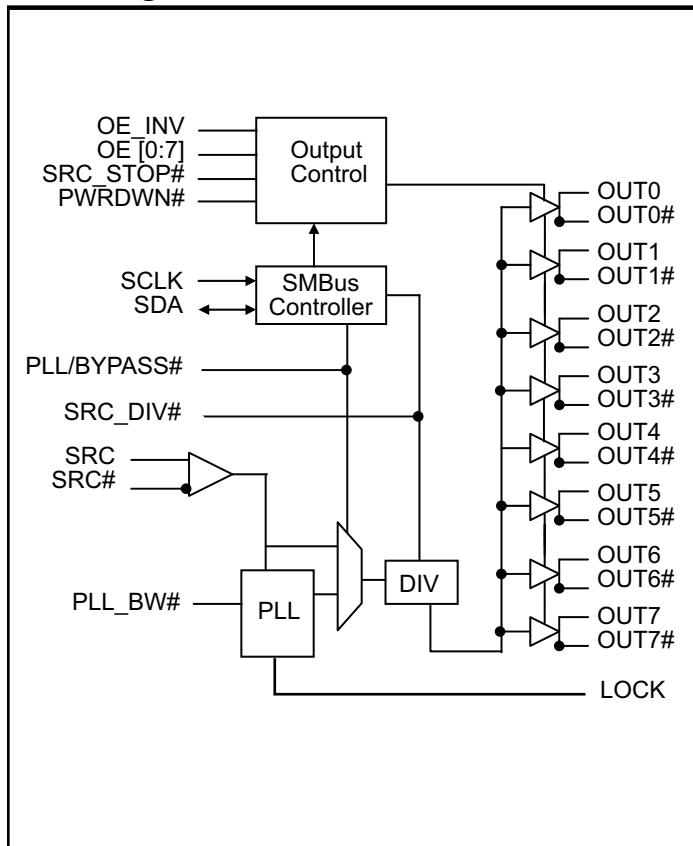 OE_INV
OE [0:7]
SRC_STOP#
PWRDWN#
Output
Control
SCLK
SDA
SMBus
Controller
PLL/BYPASS#
SRC_DIV#
SRC
SRC#
PLL_BW#
PLL
DIV
OUT0
OUT0#
OUT1
OUT1#
OUT2
OUT2#
OUT3
OUT3#
OUT4
OUT4#
OUT5
OUT5#
OUT6
OUT6#
OUT7
OUT7#
LOCK